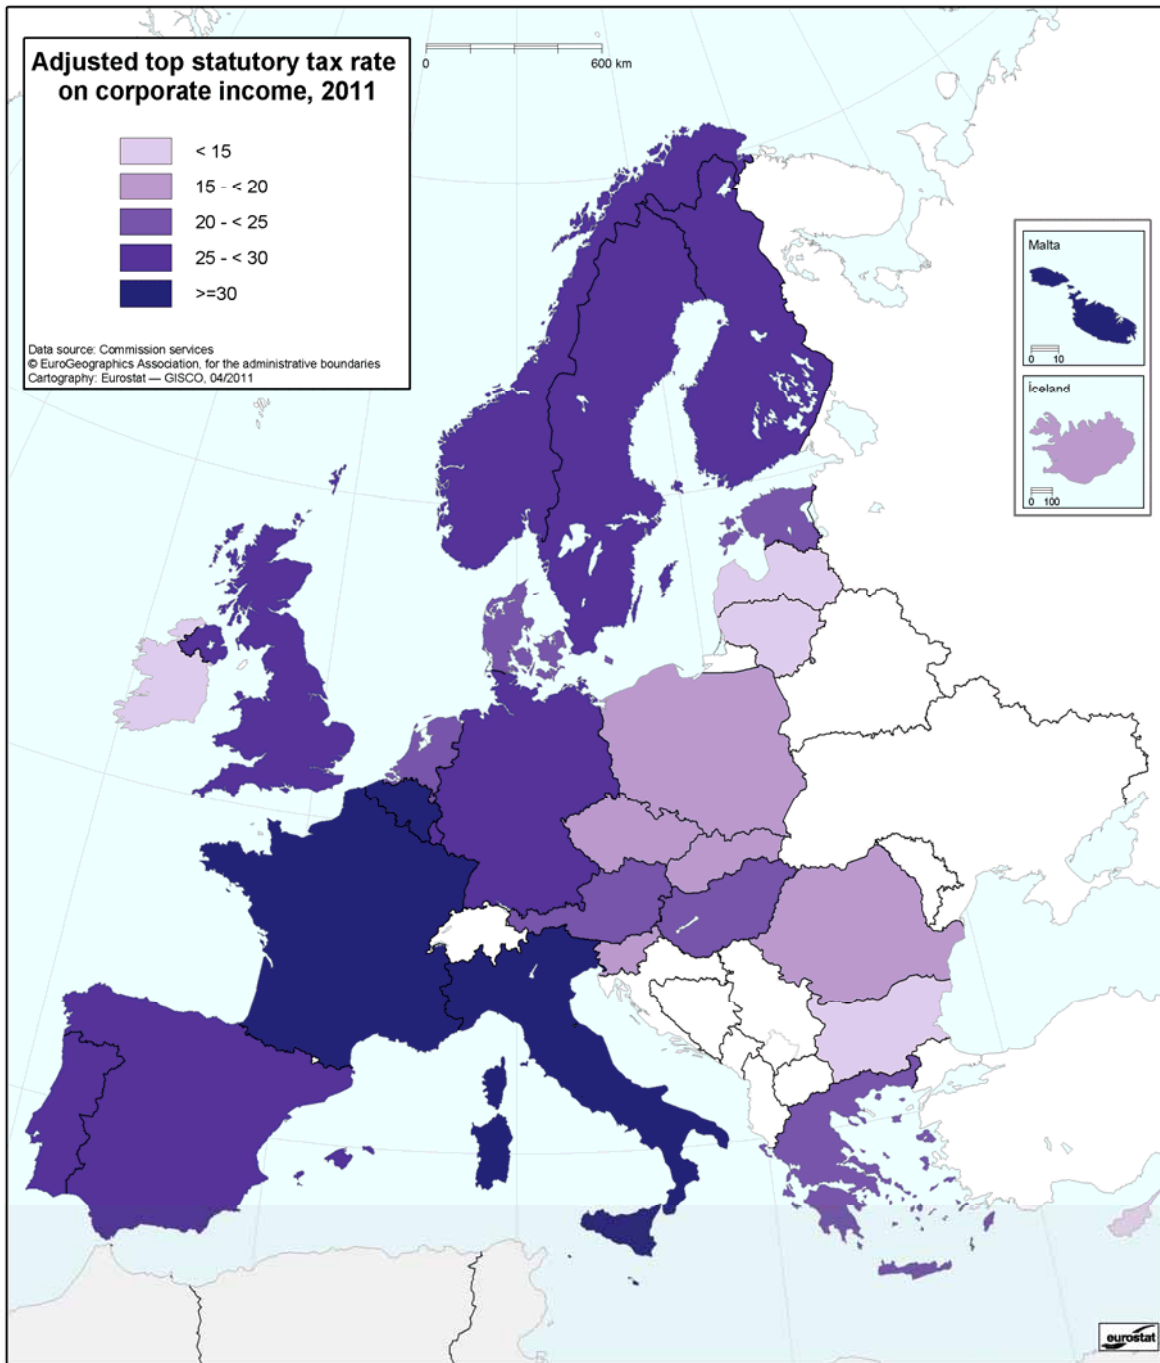 Adjusted top statutory tax rate
on corporate income, 2011
< 15
15 - < 20
20 - < 25
25 - < 30
>=30
Data source: Commission services
© EuroGeographics Association, for the administrative boundaries
Cartography: Eurostat — GISCO, 04/2011
0 600 km
Malta
0 10
Iceland
0 100
eurostat